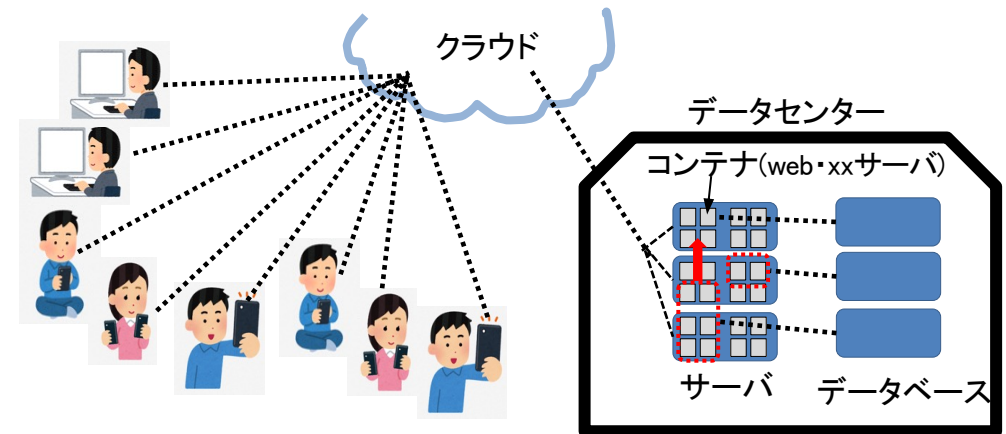 クラウド
データセンター
コンテナ(web・xxサーバ)
サーバ
データベース